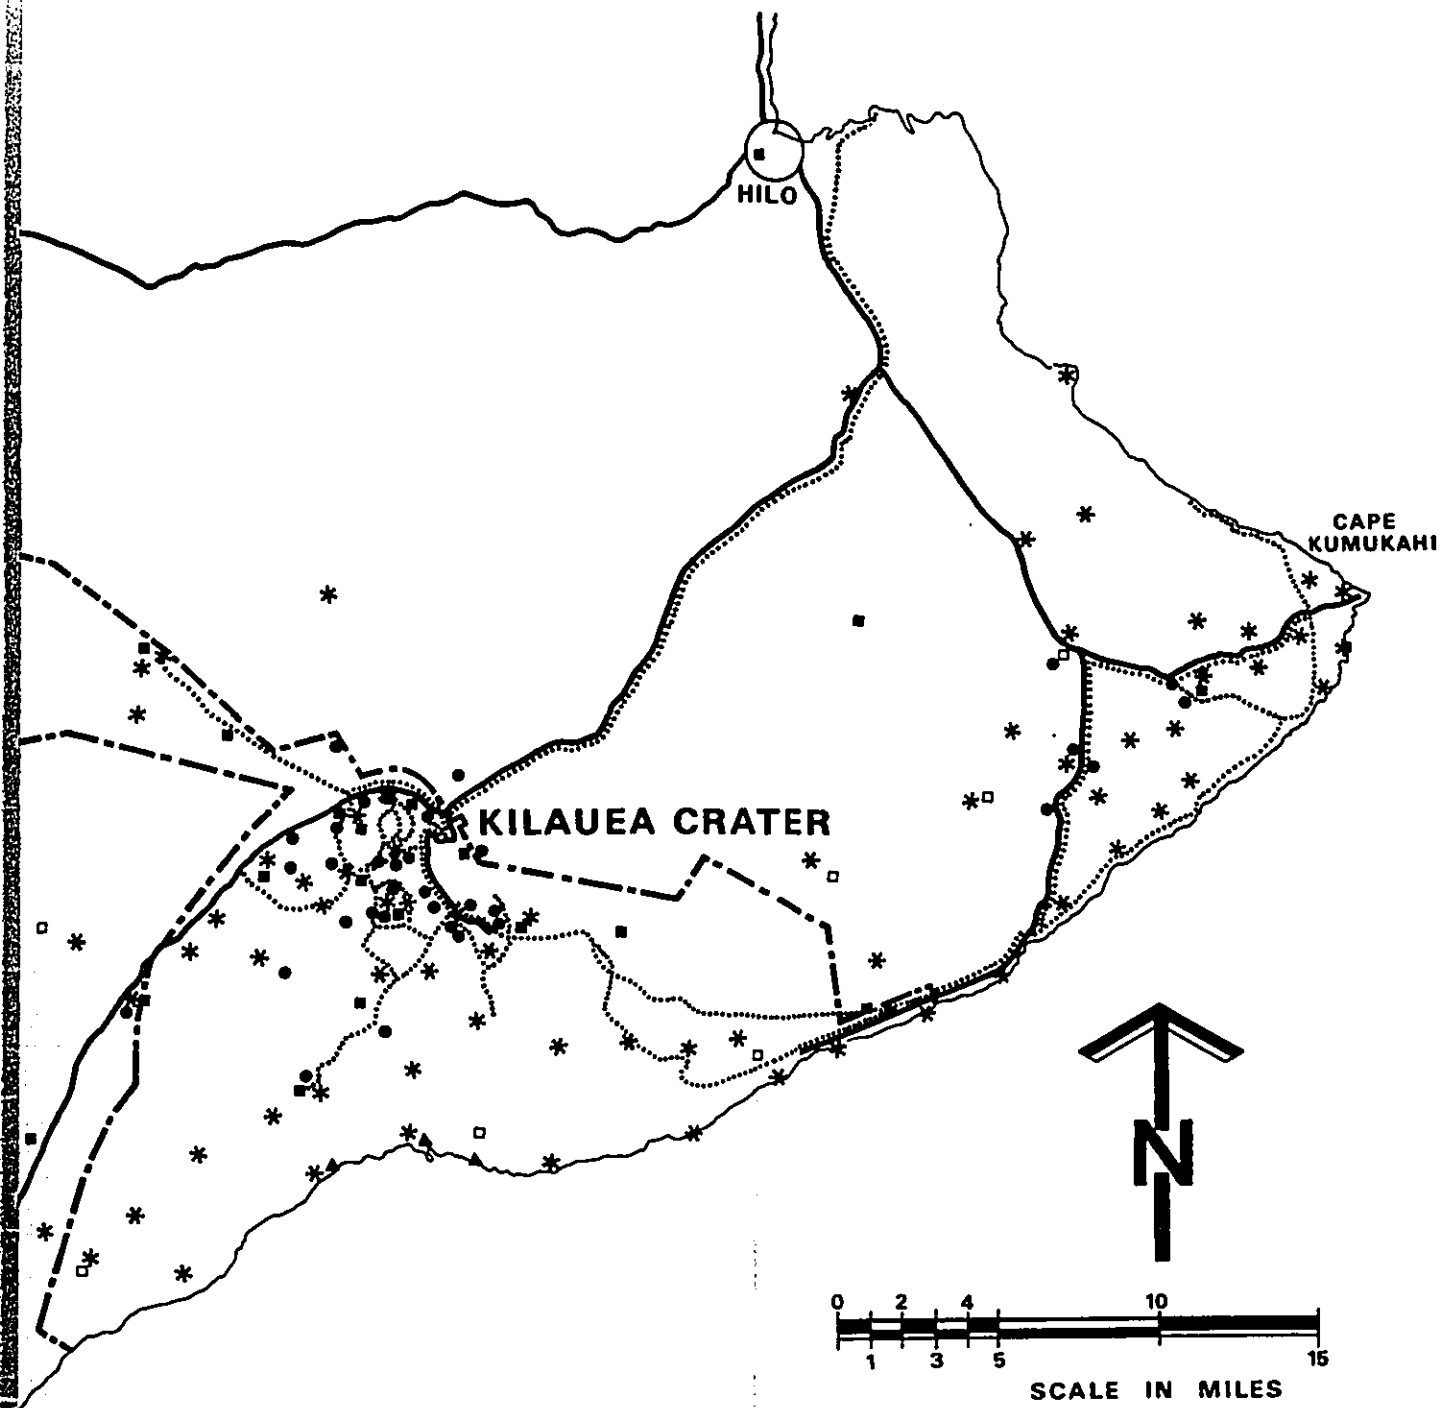 HILO
CAPE
KUMUKAHI
KILAUEA CRATER
N
0 2 4 10
1 3 5 15
SCALE IN MILES